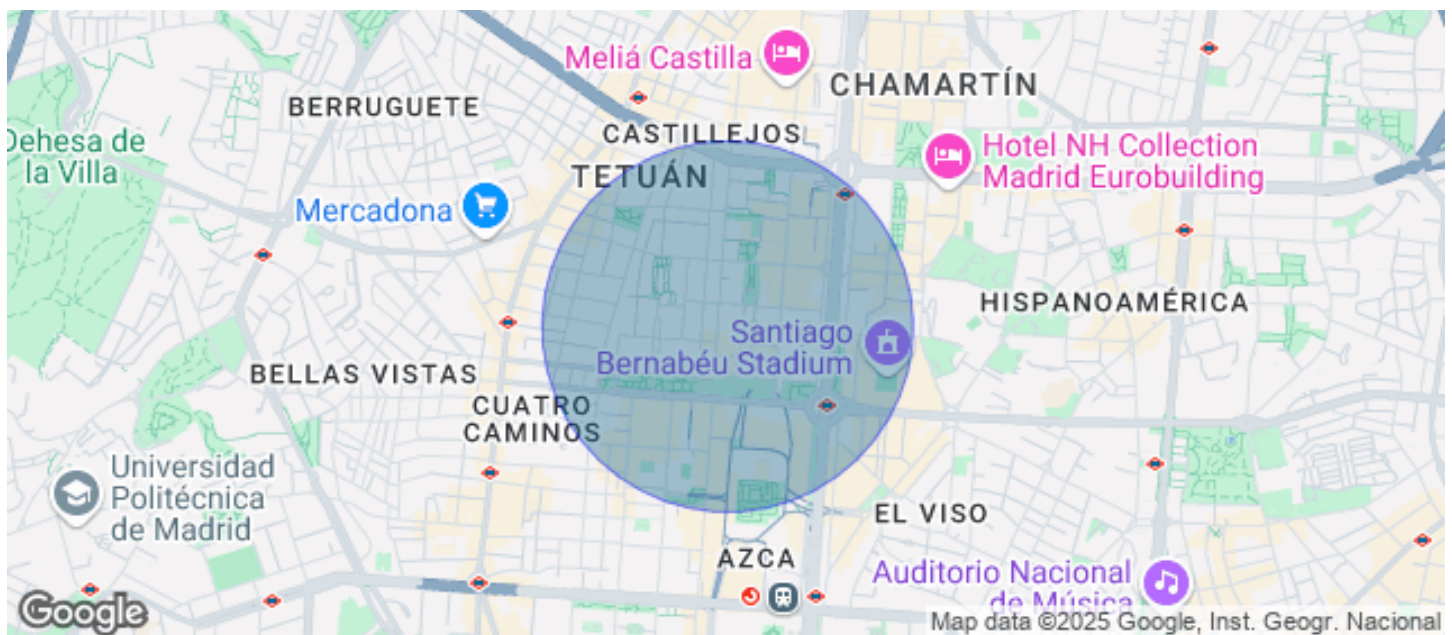 Meliá Castilla
CHAMARTÍN
BERRUGUETE
CASTILLEJOS
Dehesa de
la Villa
TETUÁN
Hotel NH Collection
Madrid Eurobuilding
Mercadona
HISPANOAMÉRICA
Santiago
Bernabéu Stadium
BELLAS VISTAS
CUATRO
CAMINOS
Universidad
Politécnica
de Madrid
EL VISO
AZCA
Auditorio Nacional
de Música
Google
Map data ©2025 Google, Inst. Geogr. Nacional